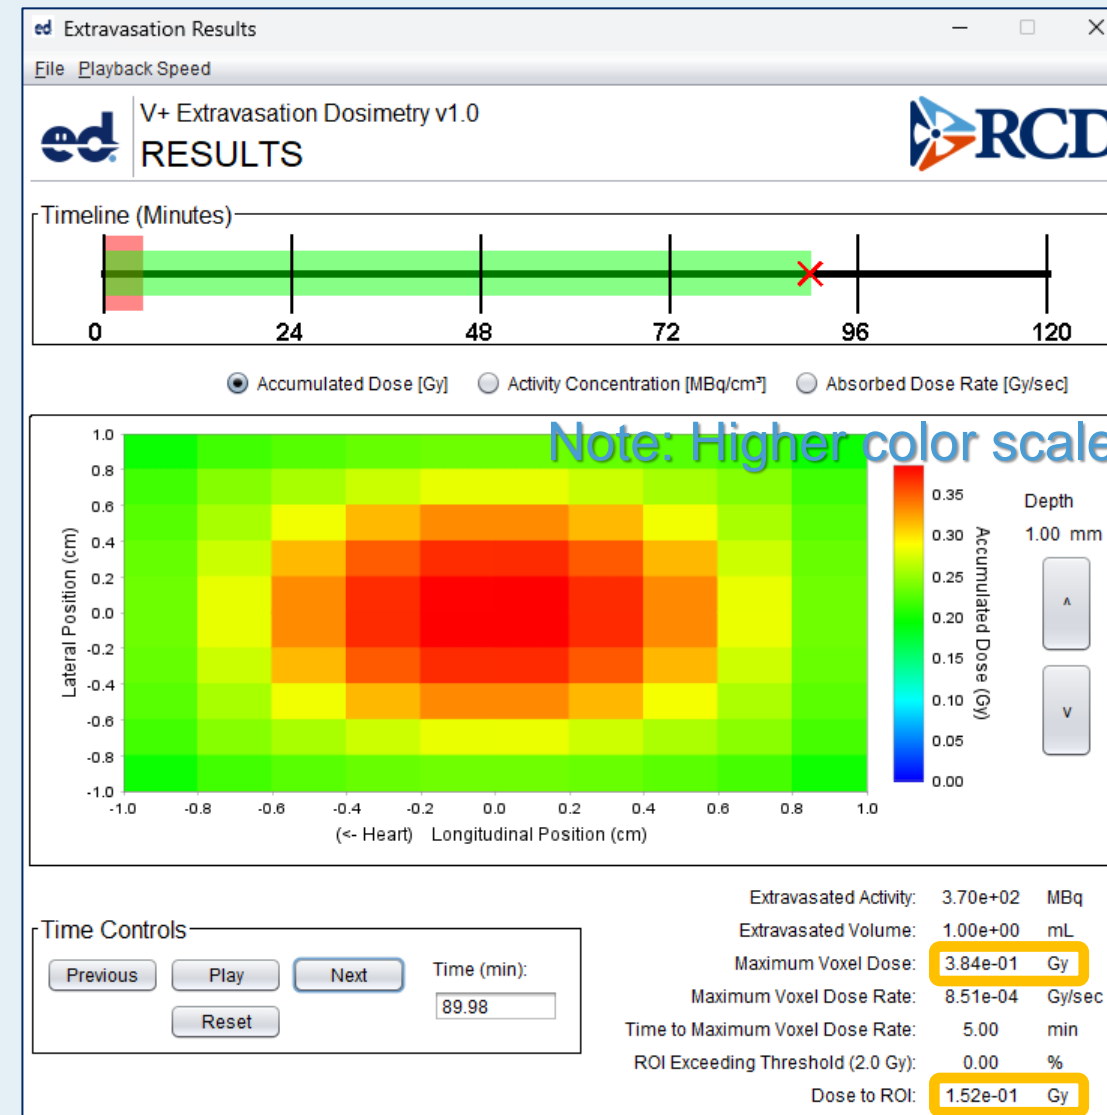 ed Extravasation Results
File Playback Speed
ed. V+ Extravasation Dosimetry v1.0
RESULTS
RCD
Timeline (Minutes)
0 24 48 72 96 120
Accumulated Dose [Gy] Activity Concentration [MBq/cm³] Absorbed Dose Rate [Gy/sec]
Note: Higher color scale
1.0
0.8
0.6
0.4
0.2
0.0
-0.2
-0.4
-0.6
-0.8
-1.0
Lateral Position (cm)
-1.0 -0.8 -0.6 -0.4 -0.2 0.0 0.2 0.4 0.6 0.8 1.0
(<- Heart) Longitudinal Position (cm)
0.35
0.30
0.25
0.20
0.15
0.10
0.05
0.00
Accumulated Dose (Gy)
Depth
1.00 mm
ʌ
v
Time Controls
Previous Play Next
Reset
Time (min):
89.98
Extravasated Activity: 3.70e+02 MBq
Extravasated Volume: 1.00e+00 mL
Maximum Voxel Dose: 3.84e-01 Gy
Maximum Voxel Dose Rate: 8.51e-04 Gy/sec
Time to Maximum Voxel Dose Rate: 5.00 min
ROI Exceeding Threshold (2.0 Gy): 0.00 %
Dose to ROI: 1.52e-01 Gy